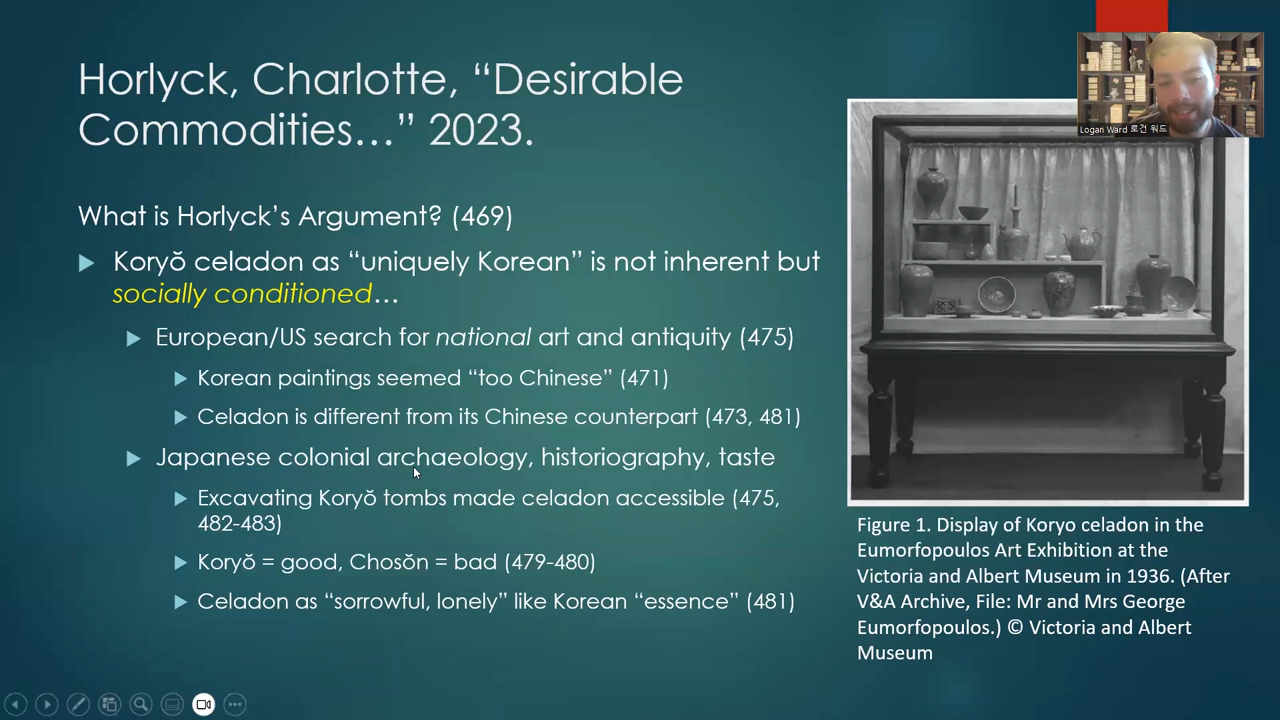 Horlyck, Charlotte, “Desirable
Commodities…” 2023.
What is Horlyck’s Argument? (469)
Koryŏ celadon as “uniquely Korean” is not inherent but
socially conditioned…
European/US search for national art and antiquity (475)
Korean paintings seemed “too Chinese” (471)
Celadon is different from its Chinese counterpart (473, 481)
Japanese colonial archaeology, historiography, taste
Excavating Koryŏ tombs made celadon accessible (475,
482-483)
Koryŏ = good, Chosŏn = bad (479-480)
Celadon as “sorrowful, lonely” like Korean “essence” (481)
Logan Ward 로건 워드
Figure 1. Display of Koryo celadon in the
Eumorfopoulos Art Exhibition at the
Victoria and Albert Museum in 1936. (After
V&A Archive, File: Mr and Mrs George
Eumorfopoulos.) © Victoria and Albert
Museum